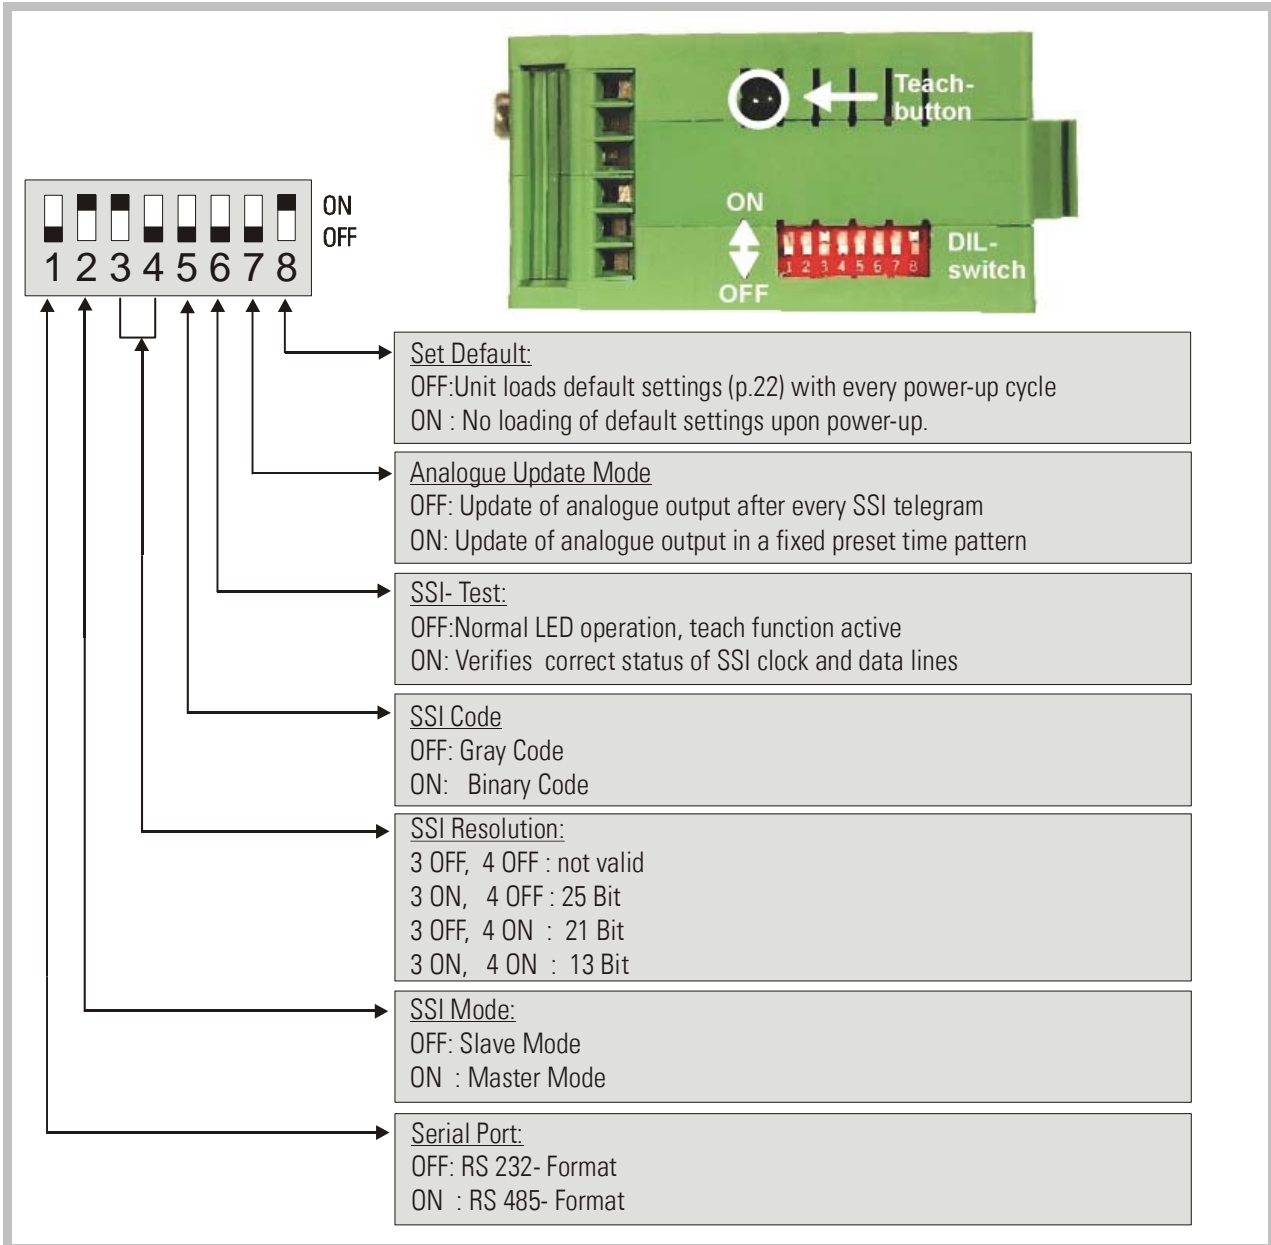 Teach-
button
ON
OFF
DIL-
switch
1 2 3 4 5 6 7 8
ON
OFF
1 2 3 4 5 6 7 8
Set Default:
OFF:Unit loads default settings (p.22) with every power-up cycle
ON : No loading of default settings upon power-up.
Analogue Update Mode
OFF: Update of analogue output after every SSI telegram
ON: Update of analogue output in a fixed preset time pattern
SSI- Test:
OFF:Normal LED operation, teach function active
ON: Verifies  correct status of SSI clock and data lines
SSI Code
OFF: Gray Code
ON:   Binary Code
SSI Resolution:
3 OFF,  4 OFF : not valid
3 ON,   4 OFF : 25 Bit
3 OFF,  4 ON  :  21 Bit
3 ON,   4 ON  :  13 Bit
SSI Mode:
OFF: Slave Mode
ON  : Master Mode
Serial Port:
OFF: RS 232- Format
ON  : RS 485- Format